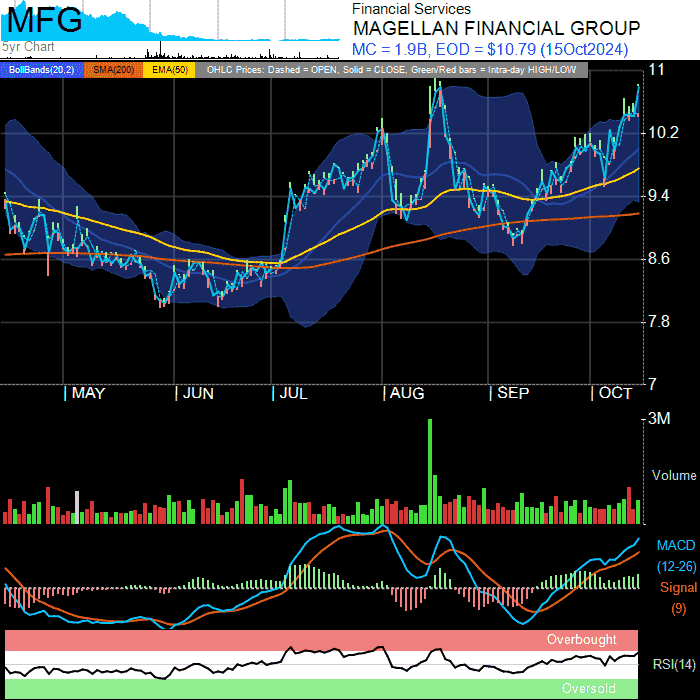 MFG
5yr Chart
Financial Services
MAGELLAN FINANCIAL GROUP
MC = 1.9B, EOD = $10.79 (15Oct2024)
BollBands(20,2) SMA(200) EMA(50) OHLC Prices: Dashed = OPEN, Solid = CLOSE, Green/Red bars = Intra-day HIGH/LOW
11
10.2
9.4
8.6
7.8
7
MAY JUN JUL AUG SEP OCT
3M
Volume
MACD
(12-26)
Signal
(9)
Overbought
RSI(14)
Oversold